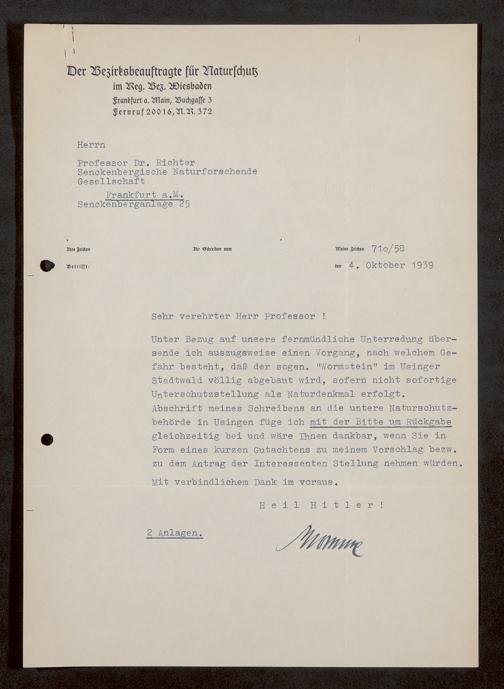 Der Bezirksbeauftragte für Naturschutz
im Reg. Bez. Wiesbaden
Frankfurt a. Main, Buchgasse 3
Fernruf 20016, N.R. 372
Herrn
Professor Dr. Richter
Senckenbergische Naturforschende
Gesellschaft
Frankfurt a.M.
Senckenberganlage 25
Ihre Zeichen Ihr Schreiben vom Meine Zeichen 710/58
Betrifft: den 4. Oktober 1939
Sehr verehrter Herr Professor !
Unter Bezug auf unsere fernmündliche Unterredung über-
sende ich auszugsweise einen Vorgang, nach welchem Ge-
fahr besteht, daß der sogen. "Wormstein" im Usinger
Stadtwald völlig abgebaut wird, sofern nicht sofortige
Unterschutzstellung als Naturdenkmal erfolgt.
Abschrift meines Schreibens an die untere Naturschutz-
behörde in Usingen füge ich mit der Bitte um Rückgabe
gleichzeitig bei und wäre Ihnen dankbar, wenn Sie in
Form eines kurzen Gutachtens zu meinem Vorschlag bezw.
zu dem Antrag der Interessenten Stellung nehmen würden.
Mit verbindlichem Dank im voraus.
Heil Hitler!
2 Anlagen.